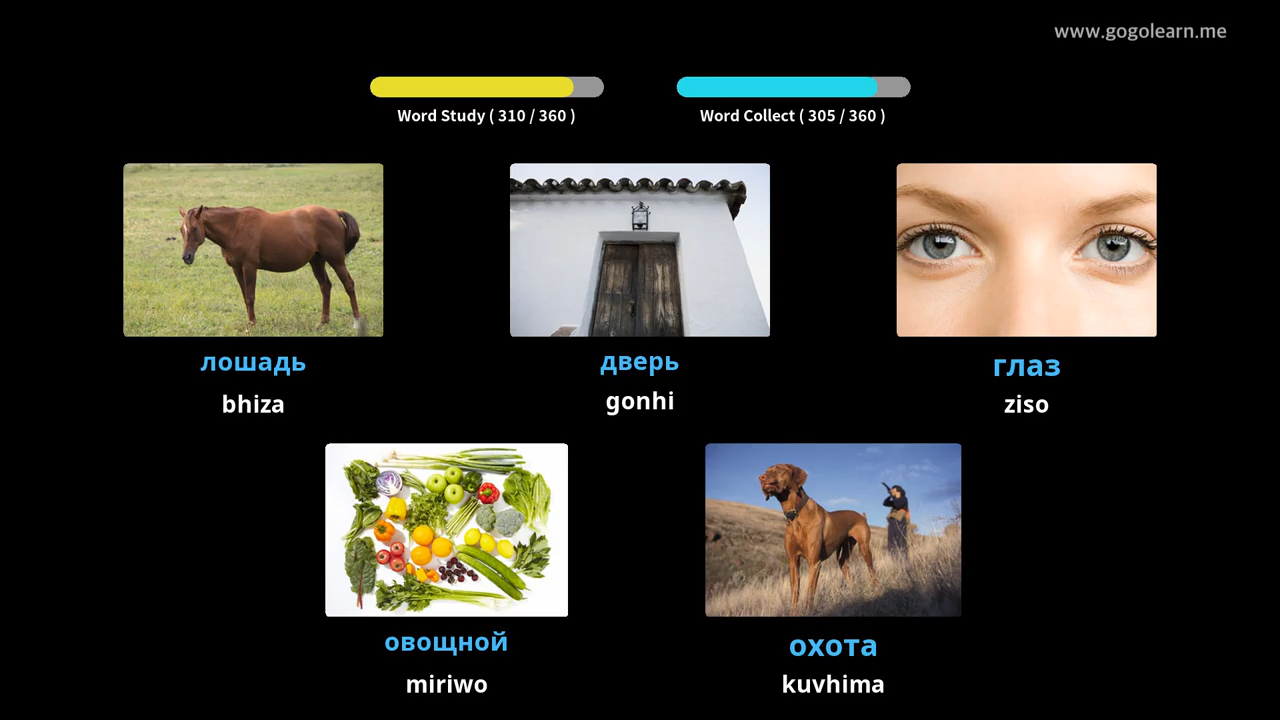 www.gogolearn.me
Word Study ( 310 / 360 )
Word Collect ( 305 / 360 )
лошадь
bhiza
дверь
gonhi
глаз
ziso
овощной
miriwo
охота
kuvhima